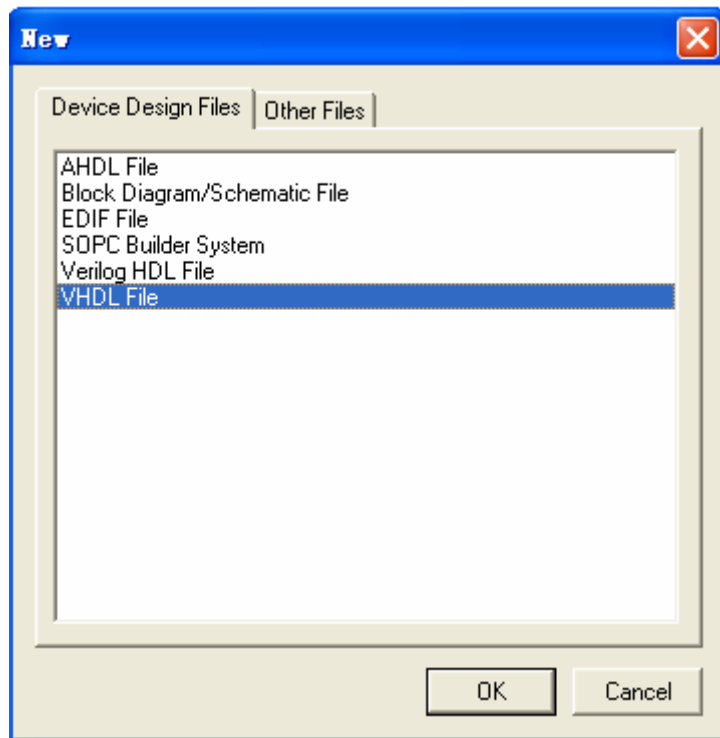 New
Device Design Files Other Files
AHDL File
Block Diagram/Schematic File
EDIF File
SOPC Builder System
Verilog HDL File
VHDL File
OK Cancel